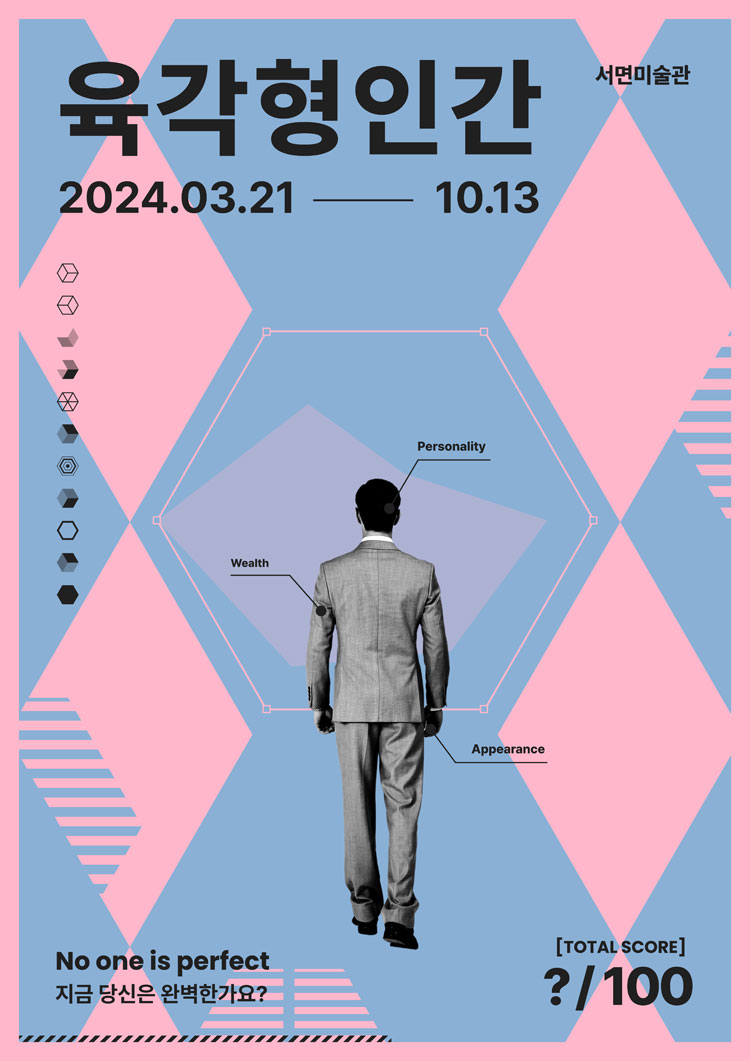 육각형인간
서면미술관
2024.03.21 — 10.13
Personality
Wealth
Appearance
No one is perfect
지금 당신은 완벽한가요?
[TOTAL SCORE]
?/100